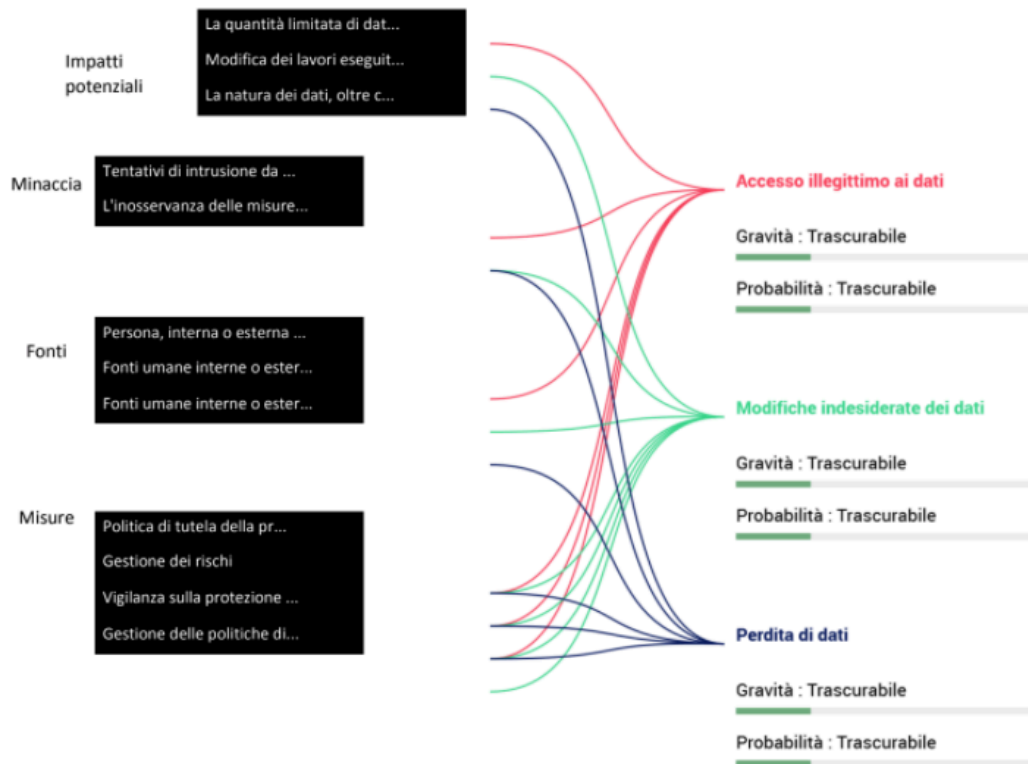 Impatti
potenziali
La quantità limitata di dat...
Modifica dei lavori eseguit...
La natura dei dati, oltre c...
Minaccia
Tentativi di intrusione da ...
L'inosservanza delle misure...
Fonti
Persona, interna o esterna ...
Fonti umane interne o ester...
Fonti umane interne o ester...
Misure
Politica di tutela della pr...
Gestione dei rischi
Vigilanza sulla protezione ...
Gestione delle politiche di...
Accesso illegittimo ai dati
Gravità : Trascurabile
Probabilità : Trascurabile
Modifiche indesiderate dei dati
Gravità : Trascurabile
Probabilità : Trascurabile
Perdita di dati
Gravità : Trascurabile
Probabilità : Trascurabile